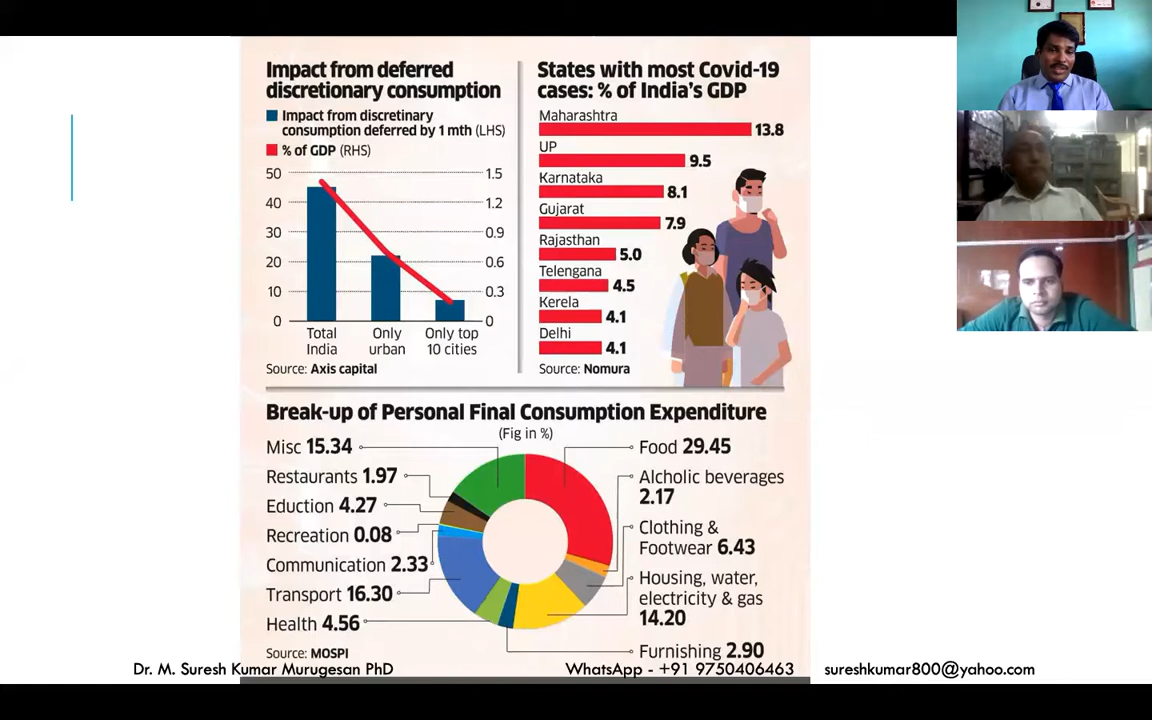 Impact from deferred
discretionary consumption
Impact from discretinary
consumption deferred by 1 mth (LHS)
% of GDP (RHS)
50
1.5
40
1.2
30
0.9
20
0.6
10
0.3
0
0
Total
India
Only
urban
Only top
10 cities
Source: Axis capital
States with most Covid-19
cases: % of India's GDP
Maharashtra
13.8
UP
9.5
Karnataka
8.1
Gujarat
7.9
Rajasthan
5.0
Telengana
4.5
Kerela
4.1
Delhi
4.1
Source: Nomura
Break-up of Personal Final Consumption Expenditure
(Fig in %)
Misc 15.34
Restaurants 1.97
Eduction 4.27
Recreation 0.08
Communication 2.33
Transport 16.30
Health 4.56
Source: MOSPI
Food 29.45
Alcholic beverages
2.17
Clothing &
Footwear 6.43
Housing, water,
electricity & gas
14.20
Furnishing 2.90
Dr. M. Suresh Kumar Murugesan PhD
WhatsApp - +91 9750406463
sureshkumar800@yahoo.com